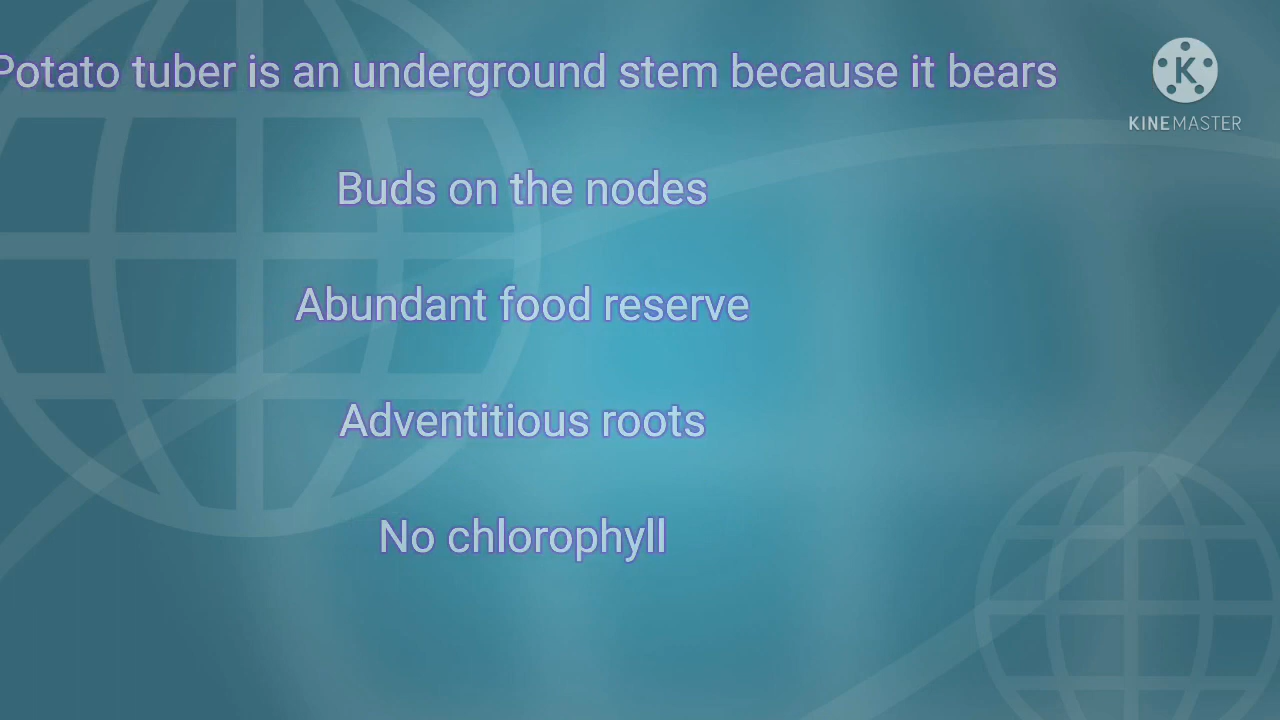 Potato tuber is an underground stem because it bears
KINEMASTER
Buds on the nodes
Abundant food reserve
Adventitious roots
No chlorophyll